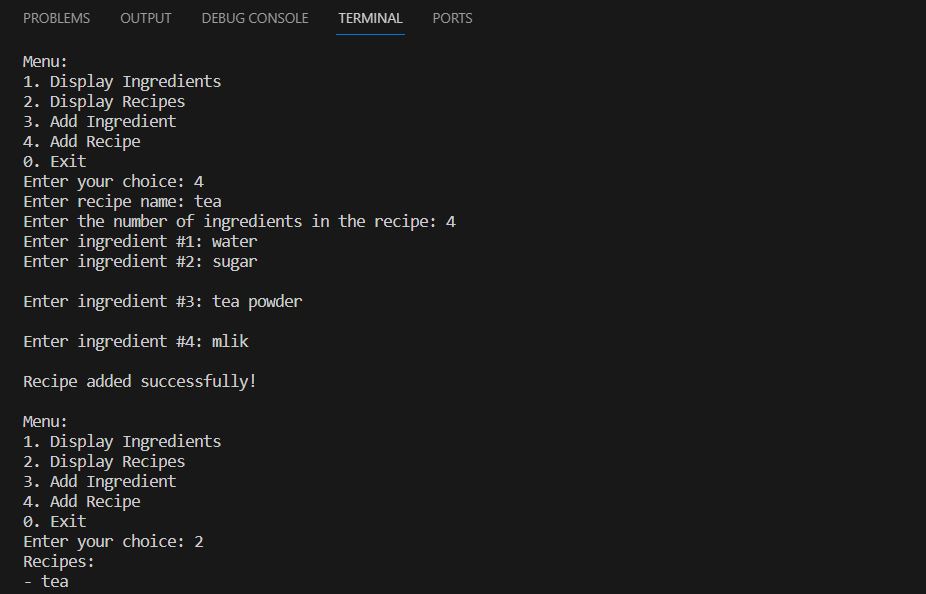 PROBLEMS OUTPUT DEBUG CONSOLE TERMINAL PORTS
Menu:
1. Display Ingredients
2. Display Recipes
3. Add Ingredient
4. Add Recipe
0. Exit
Enter your choice: 4
Enter recipe name: tea
Enter the number of ingredients in the recipe: 4
Enter ingredient #1: water
Enter ingredient #2: sugar
Enter ingredient #3: tea powder
Enter ingredient #4: mlik
Recipe added successfully!
Menu:
1. Display Ingredients
2. Display Recipes
3. Add Ingredient
4. Add Recipe
0. Exit
Enter your choice: 2
Recipes:
- tea